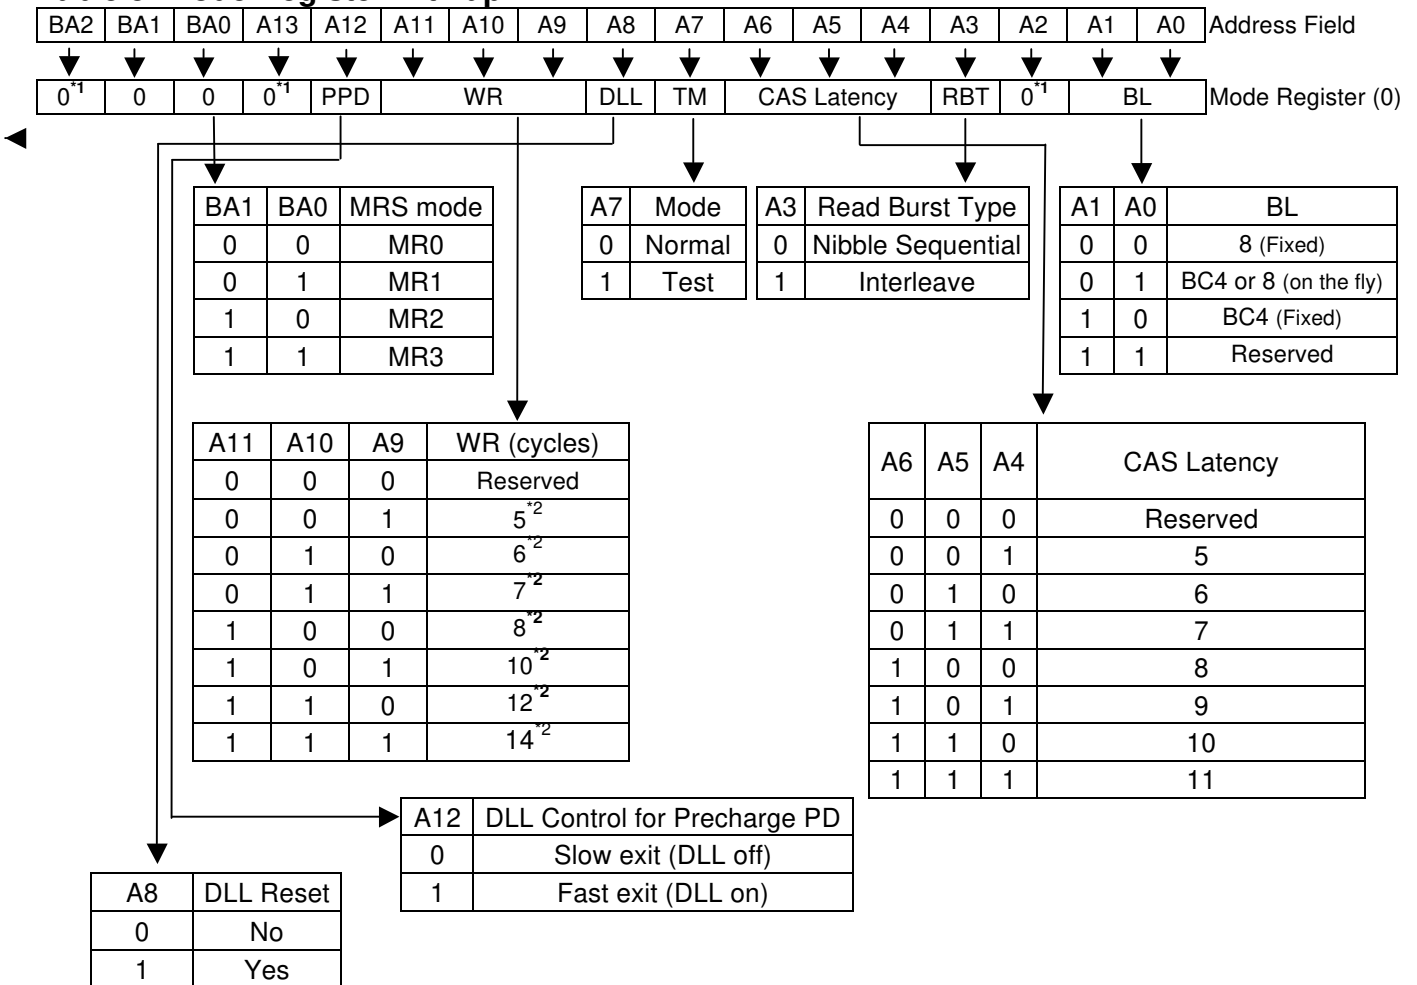 BA2 BA1 BA0 A13 A12 A11 A10 A9 A8 A7 A6 A5 A4 A3 A2 A1 A0 Address Field
0*1 0 0 0*1 PPD WR DLL TM CAS Latency RBT 0*1 BL Mode Register (0)
BA1 BA0 MRS mode
0 0 MR0
0 1 MR1
1 0 MR2
1 1 MR3
A7 Mode
0 Normal
1 Test
A3 Read Burst Type
0 Nibble Sequential
1 Interleave
A1 A0 BL
0 0 8 (Fixed)
0 1 BC4 or 8 (on the fly)
1 0 BC4 (Fixed)
1 1 Reserved
A11 A10 A9 WR (cycles)
0 0 0 Reserved
0 0 1 5*2
0 1 0 6*2
0 1 1 7*2
1 0 0 8*2
1 0 1 10*2
1 1 0 12*2
1 1 1 14*2
A6 A5 A4 CAS Latency
0 0 0 Reserved
0 0 1 5
0 1 0 6
0 1 1 7
1 0 0 8
1 0 1 9
1 1 0 10
1 1 1 11
A12 DLL Control for Precharge PD
0 Slow exit (DLL off)
1 Fast exit (DLL on)
A8 DLL Reset
0 No
1 Yes